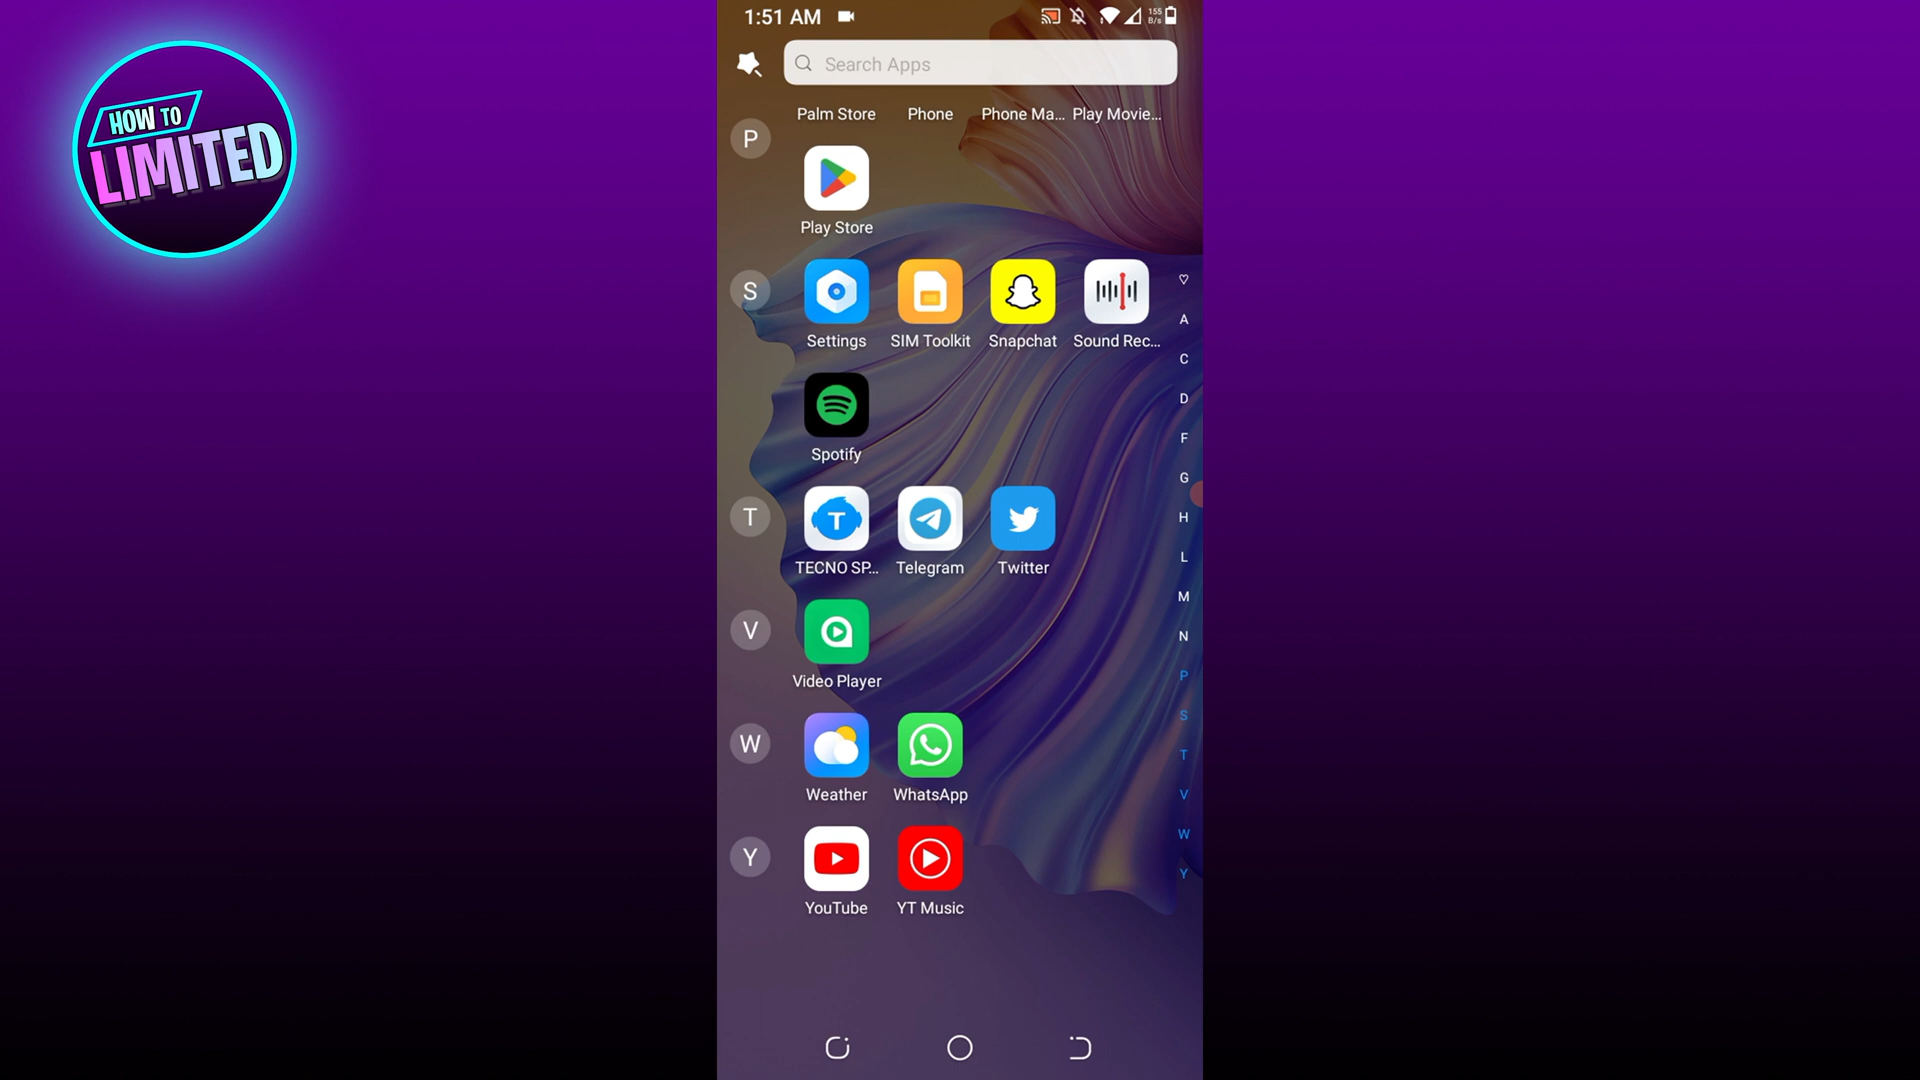 HOW TO
LIMITED
1:51 AM
155
B/s
Search Apps
Palm Store Phone Phone Ma... Play Movie...
P
Play Store
S
Settings SIM Toolkit Snapchat Sound Rec...
Spotify
T
T
TECNO SP... Telegram Twitter
V
Video Player
W
Weather WhatsApp
Y
YouTube YT Music
A
C
D
F
G
H
L
M
N
P
S
T
V
W
Y